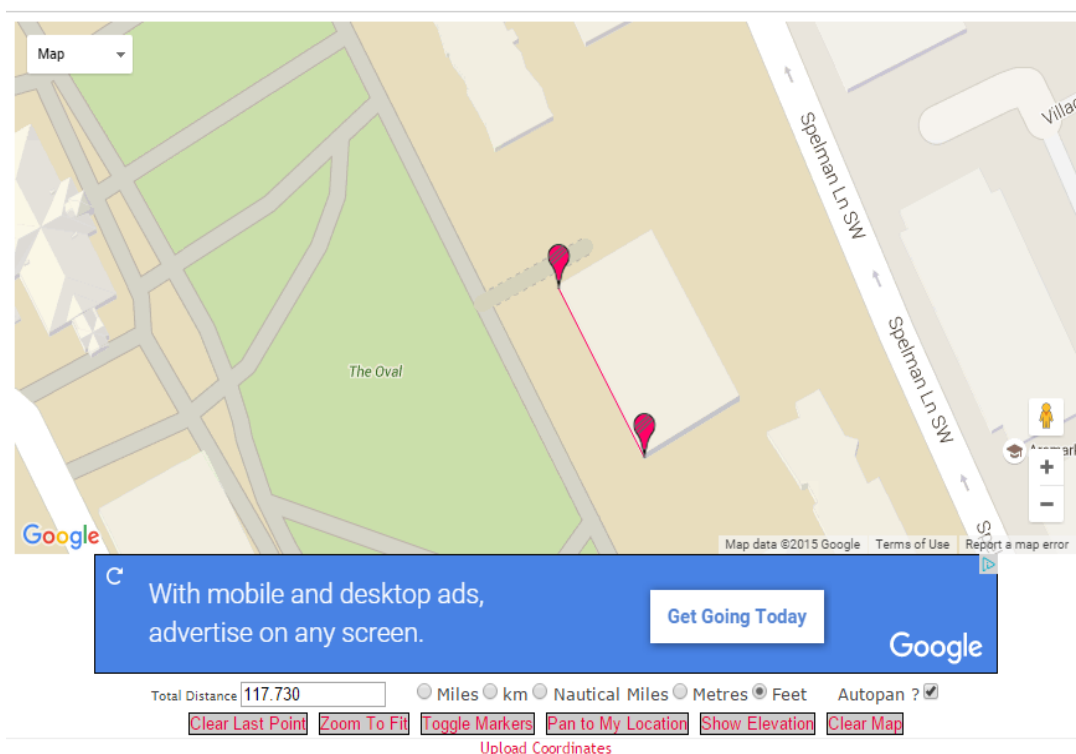 Map
Villag
Spelman Ln SW
The Oval
Spelman Ln SW
Aramark
Google
Sp
Map data ©2015 Google Terms of Use Report a map error
With mobile and desktop ads,
advertise on any screen.
Get Going Today
Google
Total Distance 117.730 Miles km Nautical Miles Metres Feet Autopan ?
Clear Last Point Zoom To Fit Toggle Markers Pan to My Location Show Elevation Clear Map
Upload Coordinates